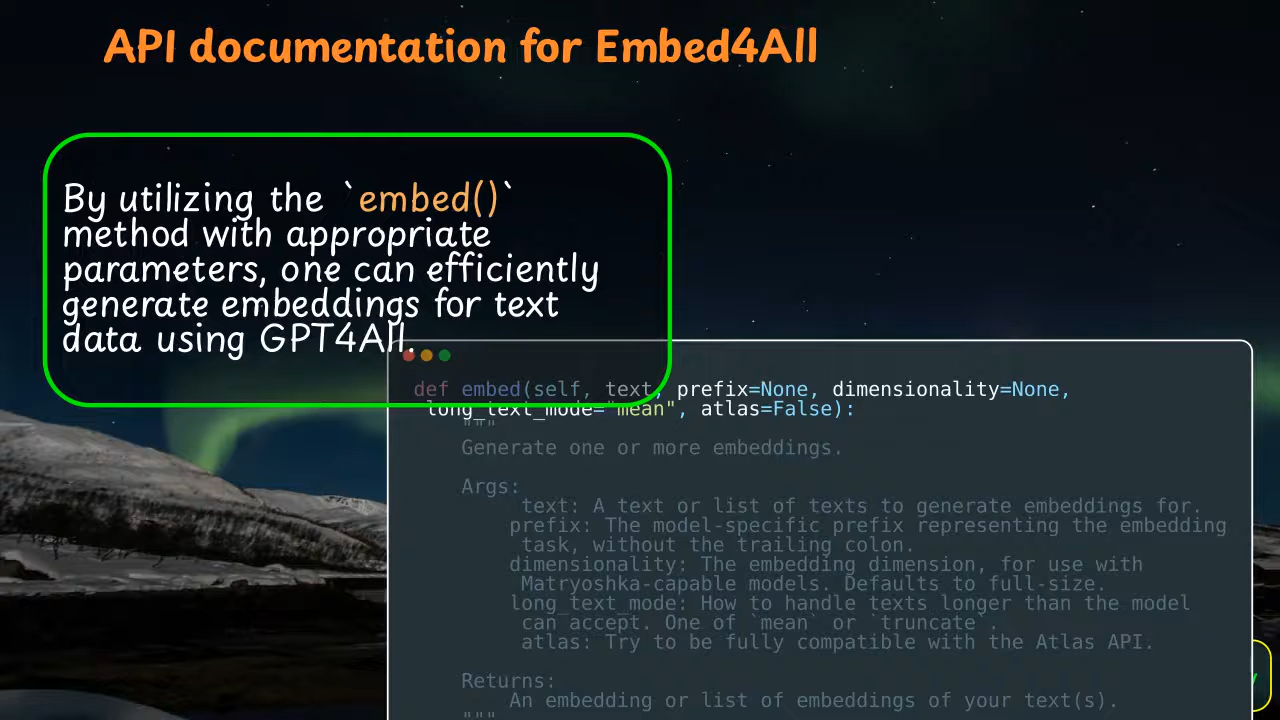 API documentation for Embed4All
By utilizing the `embed()`
method with appropriate
parameters, one can efficiently
generate embeddings for text
data using GPT4All.
def embed(self, text, prefix=None, dimensionality=None,
long_text_mode="mean", atlas=False):
"""
Generate one or more embeddings.
Args:
text: A text or list of texts to generate embeddings for.
prefix: The model-specific prefix representing the embedding
task, without the trailing colon.
dimensionality: The embedding dimension, for use with
Matryoshka-capable models. Defaults to full-size.
long_text_mode: How to handle texts longer than the model
can accept. One of `mean` or `truncate`.
atlas: Try to be fully compatible with the Atlas API.
Returns:
An embedding or list of embeddings of your text(s).
"""